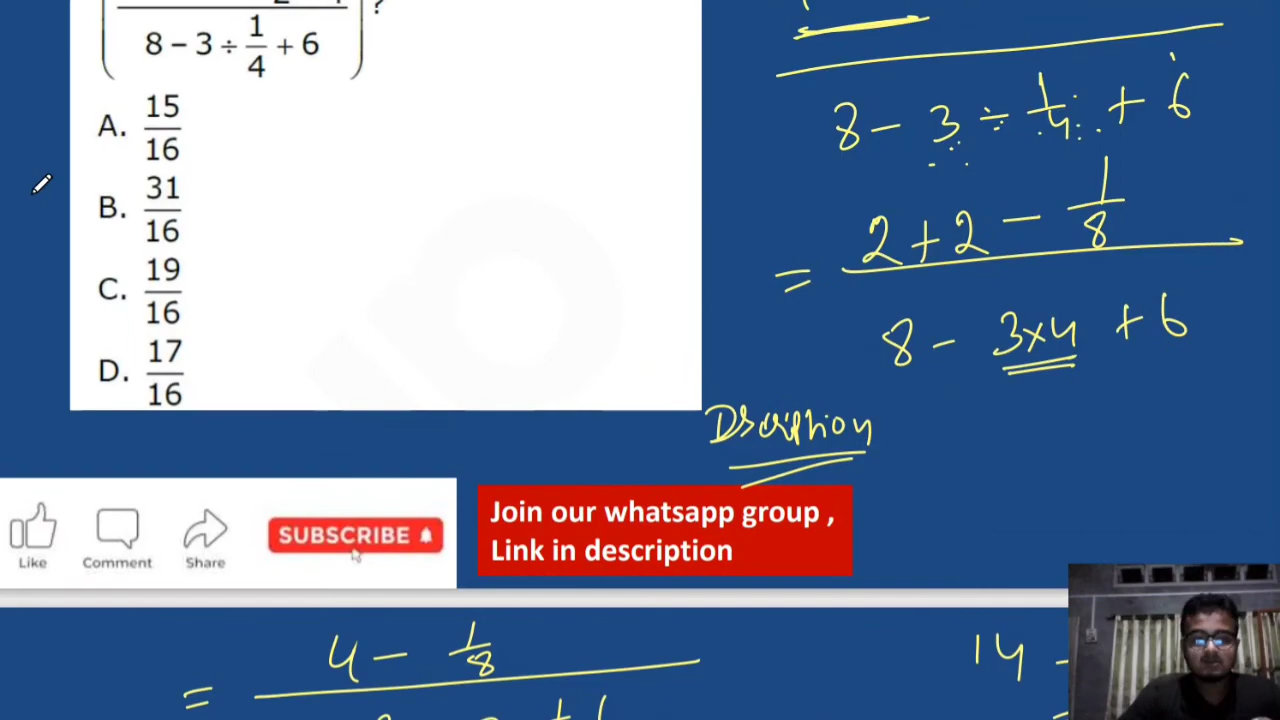 ?
8 − 3 ÷ 1/4 + 6
A. 15/16
B. 31/16
C. 19/16
D. 17/16
8 − 3 ÷ 1/4 + 6
= (2 + 2 − 1/8) / (8 − 3×4 + 6)
Dscription
Like Comment Share SUBSCRIBE
Join our whatsapp group ,
Link in description
= 4 − 1/8
14 −